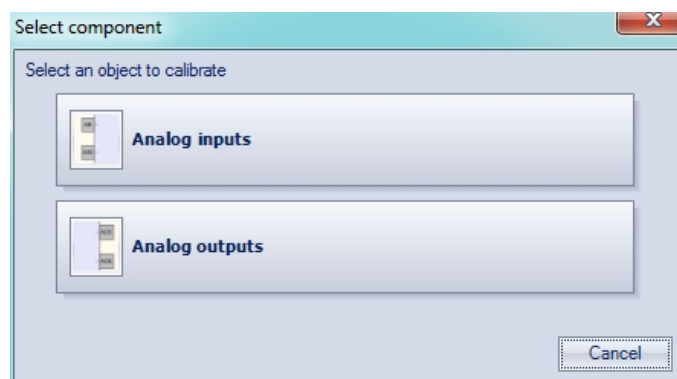 Select component
Select an object to calibrate
Analog inputs
Analog outputs
Cancel